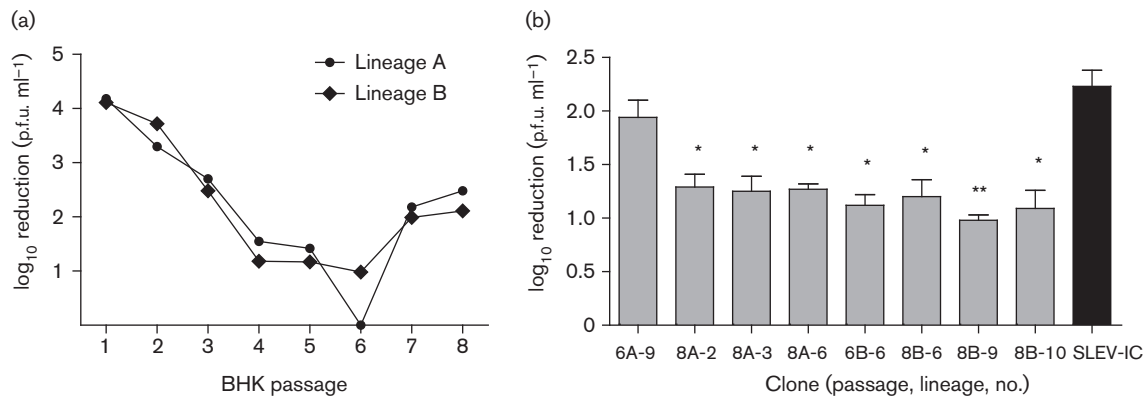 (a)
5
4
3
2
1
log10 reduction (p.f.u. ml−1)
Lineage A
Lineage B
1 2 3 4 5 6 7 8
BHK passage
(b)
2.5
2.0
1.5
1.0
0.5
0
log10 reduction (p.f.u. ml−1)
* * * * * ** *
6A-9 8A-2 8A-3 8A-6 6B-6 8B-6 8B-9 8B-10 SLEV-IC
Clone (passage, lineage, no.)